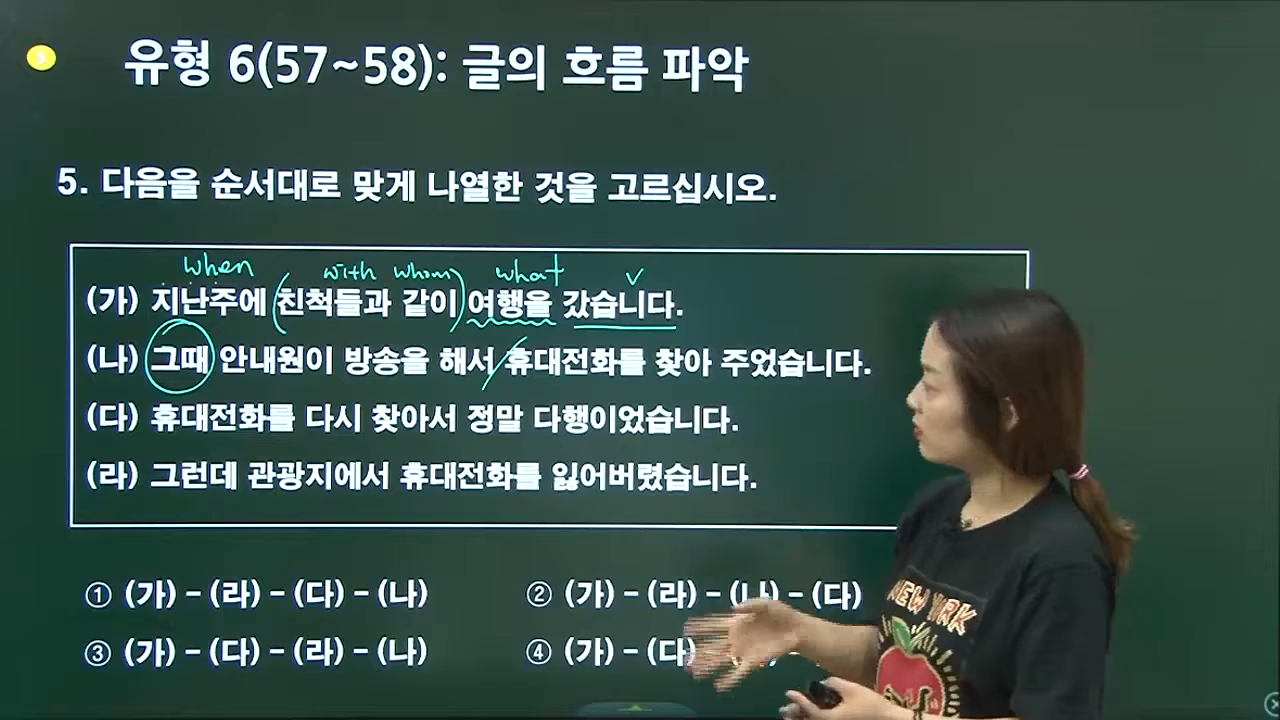 유형 6(57~58): 글의 흐름 파악
5. 다음을 순서대로 맞게 나열한 것을 고르십시오.
when with whom what v
(가) 지난주에 친척들과 같이 여행을 갔습니다.
(나) 그때 안내원이 방송을 해서 휴대전화를 찾아 주었습니다.
(다) 휴대전화를 다시 찾아서 정말 다행이었습니다.
(라) 그런데 관광지에서 휴대전화를 잃어버렸습니다.
① (가) - (라) - (다) - (나)
② (가) - (라) - (나) - (다)
③ (가) - (다) - (라) - (나)
④ (가) - (다)
NEW YORK